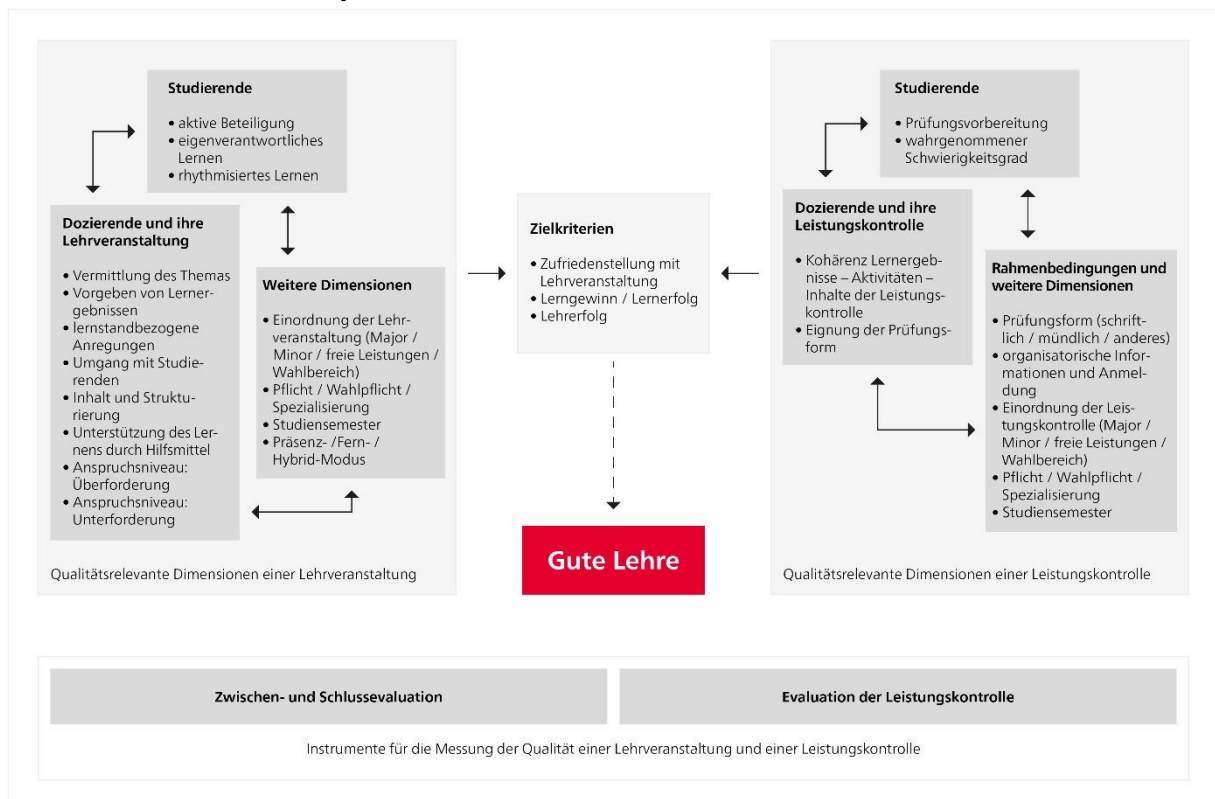 Studierende
• aktive Beteiligung
• eigenverantwortliches
Lernen
• rhythmisiertes Lernen
Dozierende und ihre
Lehrveranstaltung
• Vermittlung des Themas
• Vorgeben von Lerner-
gebnissen
• lernstandbezogene
Anregungen
• Umgang mit Studie-
renden
• Inhalt und Struktu-
rierung
• Unterstützung des Ler-
nens durch Hilfsmittel
• Anspruchsniveau:
Überforderung
• Anspruchsniveau:
Unterforderung
Weitere Dimensionen
• Einordnung der Lehr-
veranstaltung (Major /
Minor / freie Leistungen /
Wahlbereich)
• Pflicht / Wahlpflicht /
Spezialisierung
• Studiensemester
• Präsenz- /Fern- /
Hybrid-Modus
Qualitätsrelevante Dimensionen einer Lehrveranstaltung
Zielkriterien
• Zufriedenstellung mit
Lehrveranstaltung
• Lerngewinn / Lernerfolg
• Lehrerfolg
Gute Lehre
Studierende
• Prüfungsvorbereitung
• wahrgenommener
Schwierigkeitsgrad
Dozierende und ihre
Leistungskontrolle
• Kohärenz Lernergeb-
nisse – Aktivitäten –
Inhalte der Leistungs-
kontrolle
• Eignung der Prüfungs-
form
Rahmenbedingungen und
weitere Dimensionen
• Prüfungsform (schrift-
lich / mündlich / anderes)
• organisatorische Infor-
mationen und Anmel-
dung
• Einordnung der Leis-
tungskontrolle (Major /
Minor / freie Leistungen /
Wahlbereich)
• Pflicht / Wahlpflicht /
Spezialisierung
• Studiensemester
Qualitätsrelevante Dimensionen einer Leistungskontrolle
Zwischen- und Schlussevaluation
Evaluation der Leistungskontrolle
Instrumente für die Messung der Qualität einer Lehrveranstaltung und einer Leistungskontrolle